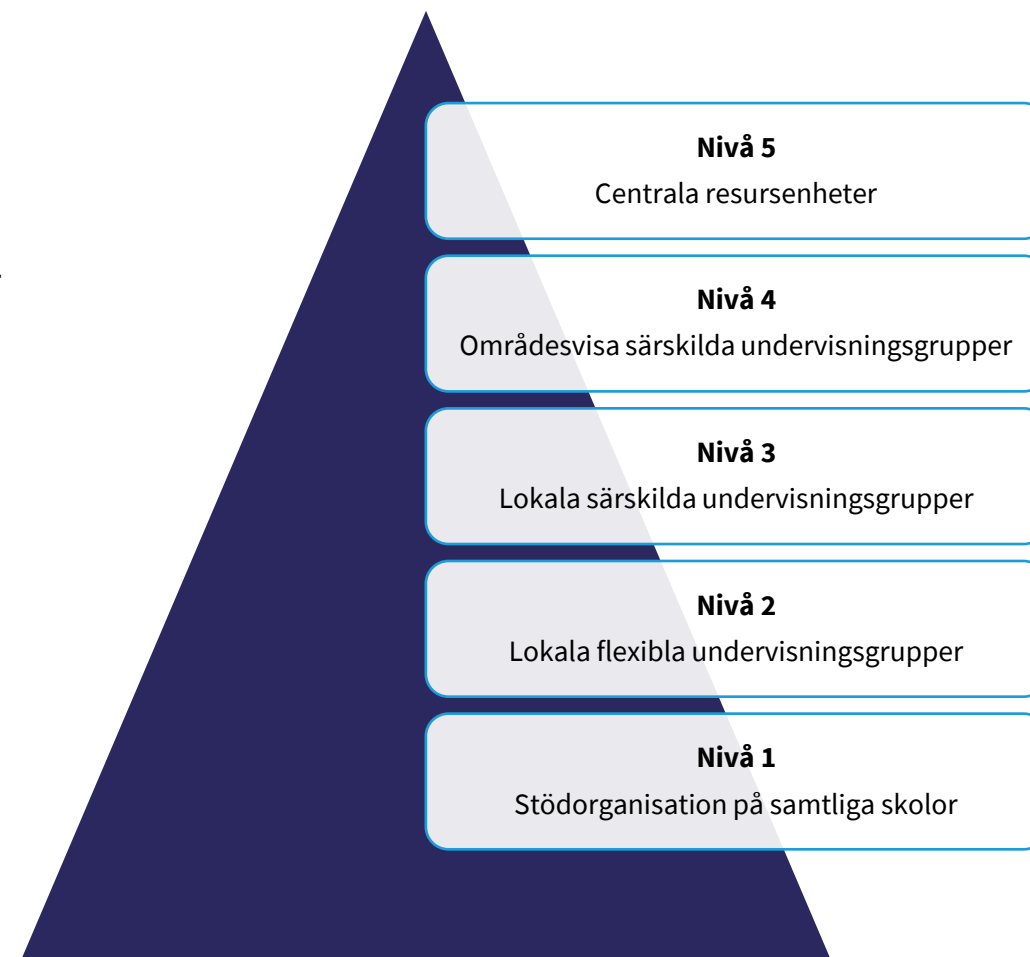 Nivå 5
Centrala resursenheter
Nivå 4
Områdesvisa särskilda undervisningsgrupper
Nivå 3
Lokala särskilda undervisningsgrupper
Nivå 2
Lokala flexibla undervisningsgrupper
Nivå 1
Stödorganisation på samtliga skolor